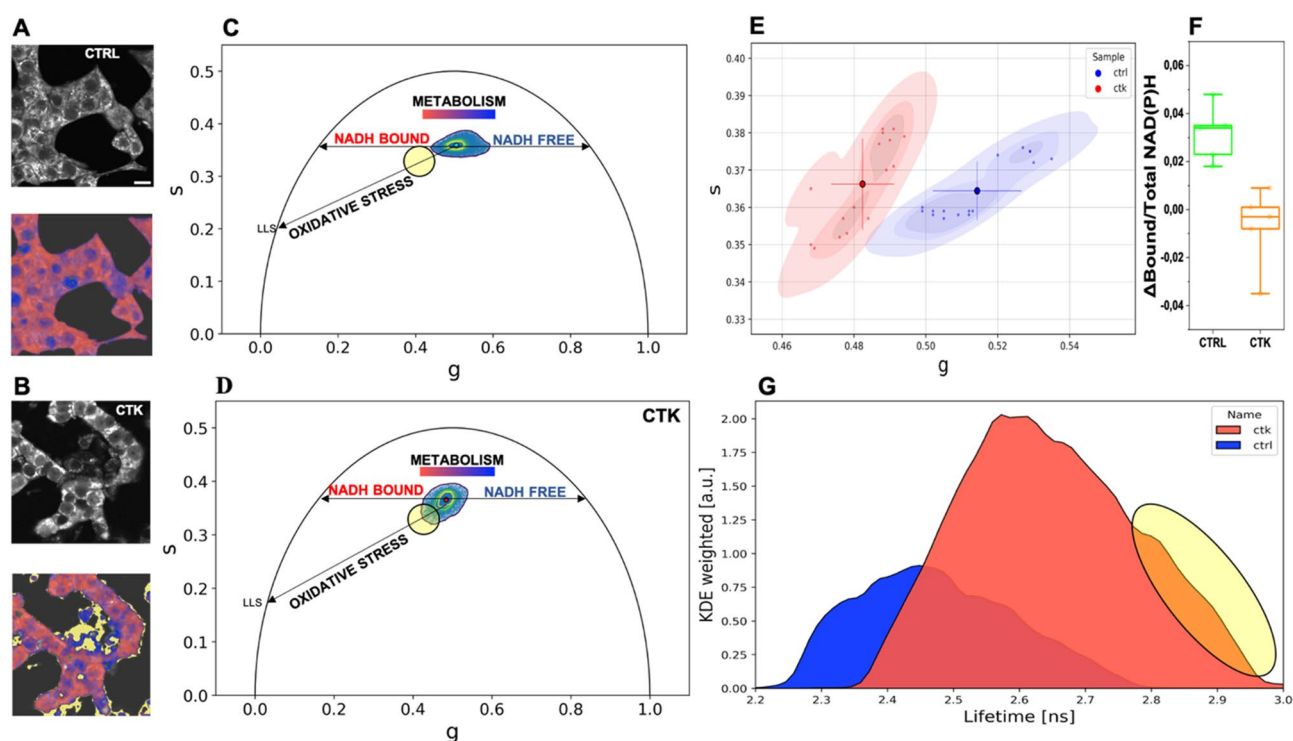 A
CTRL
C
0.5
0.4
0.3
0.2
0.1
0.0
S
METABOLISM
NADH BOUND
NADH FREE
OXIDATIVE STRESS
LLS
0.0 0.2 0.4 0.6 0.8 1.0
g
E
0.40
0.39
0.38
0.37
0.36
0.35
0.34
0.33
s
Sample
ctrl
ctk
0.46 0.48 0.50 0.52 0.54
g
F
ΔBound/Total NAD(P)H
0,06
0,04
0,02
0,00
-0,02
-0,04
CTRL CTK
B
CTK
D
CTK
0.5
0.4
0.3
0.2
0.1
0.0
S
METABOLISM
NADH BOUND
NADH FREE
OXIDATIVE STRESS
LLS
0.0 0.2 0.4 0.6 0.8 1.0
g
G
KDE weighted [a.u.]
2.00
1.75
1.50
1.25
1.00
0.75
0.50
0.25
0.00
Name
ctk
ctrl
2.2 2.3 2.4 2.5 2.6 2.7 2.8 2.9 3.0
Lifetime [ns]